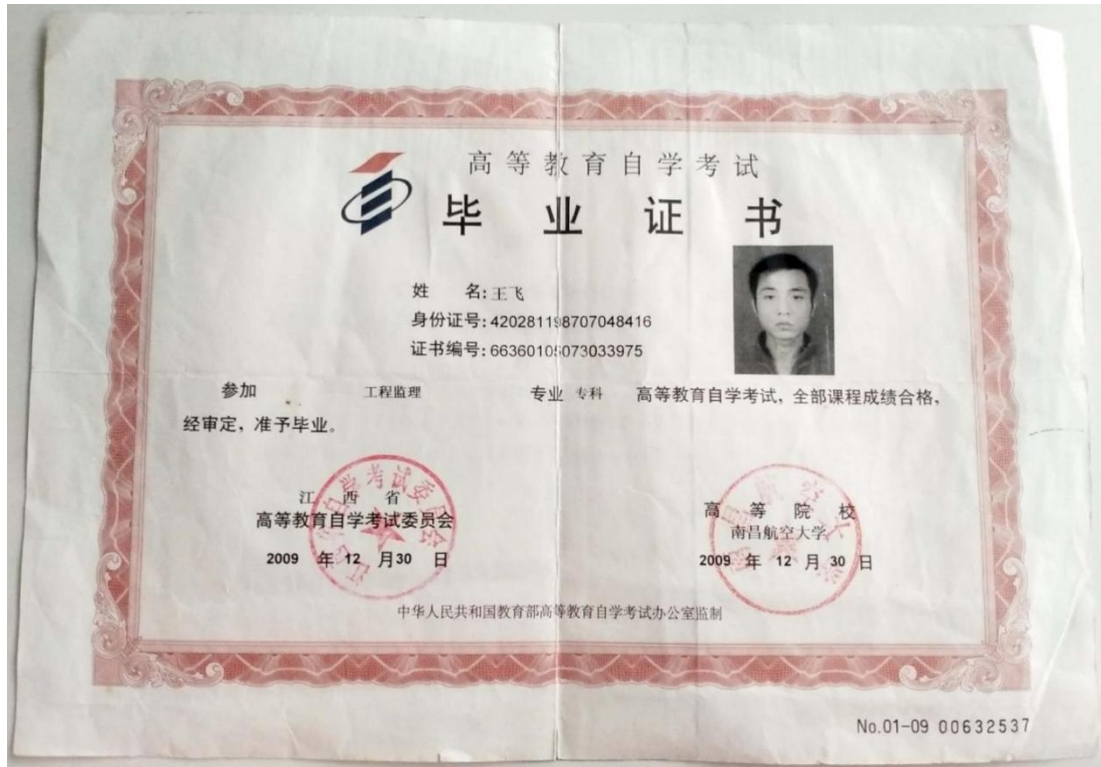 高等教育自学考试
毕业证书
姓 名:王飞
身份证号:420281198707048416
证书编号:66360105073033975
参加 工程监理 专业 专科 高等教育自学考试，全部课程成绩合格，
经审定，准予毕业。
江西省
高等教育自学考试委员会
2009 年 12 月 30 日
高等院校
南昌航空大学
2009 年 12 月 30 日
中华人民共和国教育部高等教育自学考试办公室监制
No.01-09 00632537